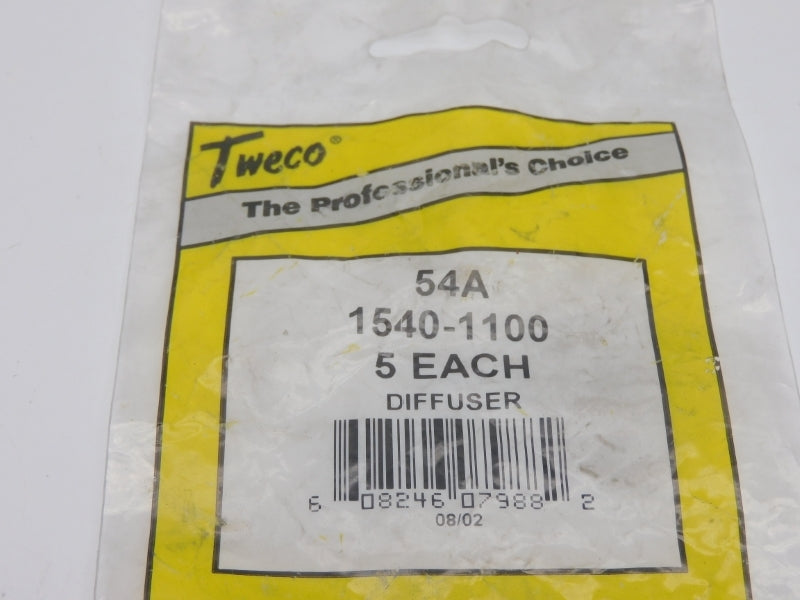 Tweco®
The Professional's Choice
54A
1540-1100
5 EACH
DIFFUSER
6 08246 07988 2
08/02